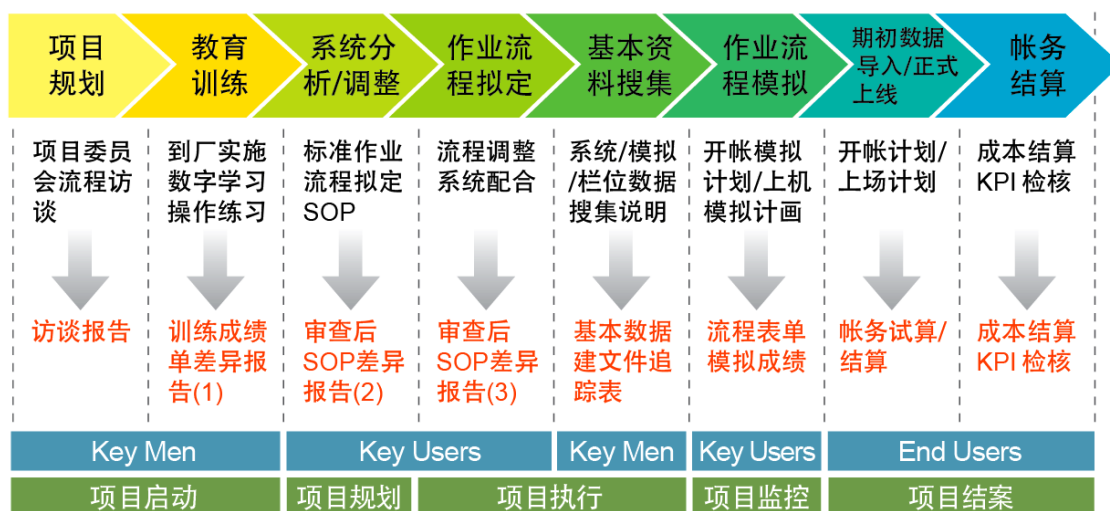 项目
规划
教育
训练
系统分
析/调整
作业流
程拟定
基本资
料搜集
作业流
程模拟
期初数据
导入/正式
上线
帐务
结算
项目委员
会流程访
谈
到厂实施
数字学习
操作练习
标准作业
流程拟定
SOP
流程调整
系统配合
系统/模拟
/栏位数据
搜集说明
开帐模拟
计划/上机
模拟计画
开帐计划/
上场计划
成本结算
KPI 检核
访谈报告
训练成绩
单差异报
告(1)
审查后
SOP差异
报告(2)
审查后
SOP差异
报告(3)
基本数据
建文件追
踪表
流程表单
模拟成绩
帐务试算/
结算
成本结算
KPI 检核
Key Men
Key Users
Key Men
Key Users
End Users
项目启动
项目规划
项目执行
项目监控
项目结案